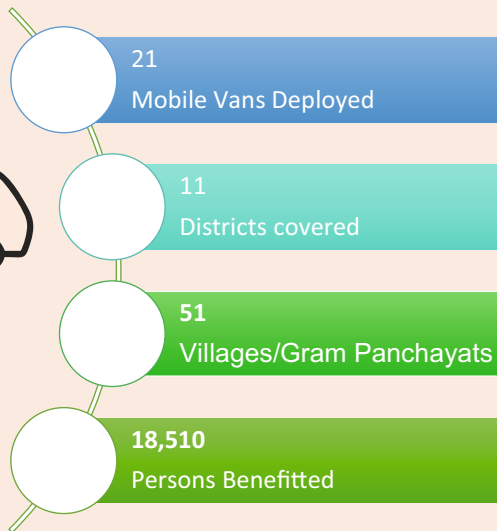 21
Mobile Vans Deployed
11
Districts covered
51
Villages/Gram Panchayats
18,510
Persons Benefitted